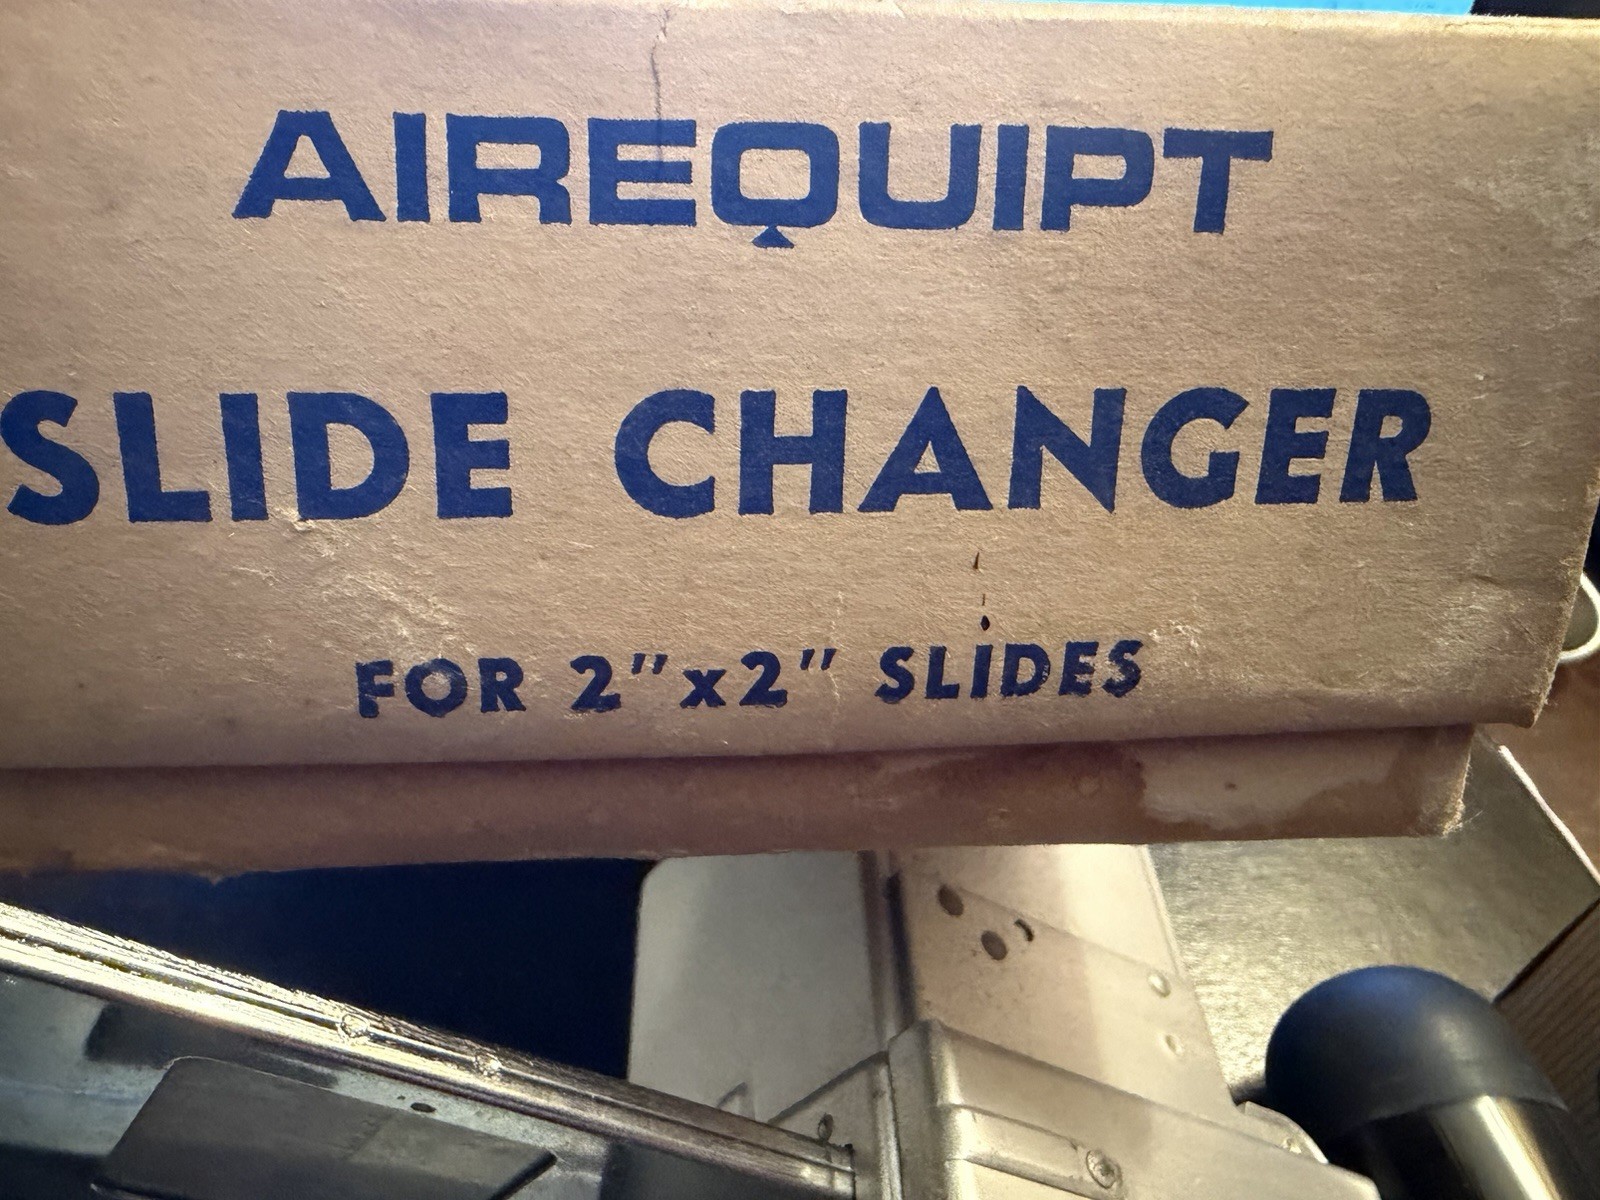 AIREQUIPT
SLIDE CHANGER
FOR 2"x2" SLIDES